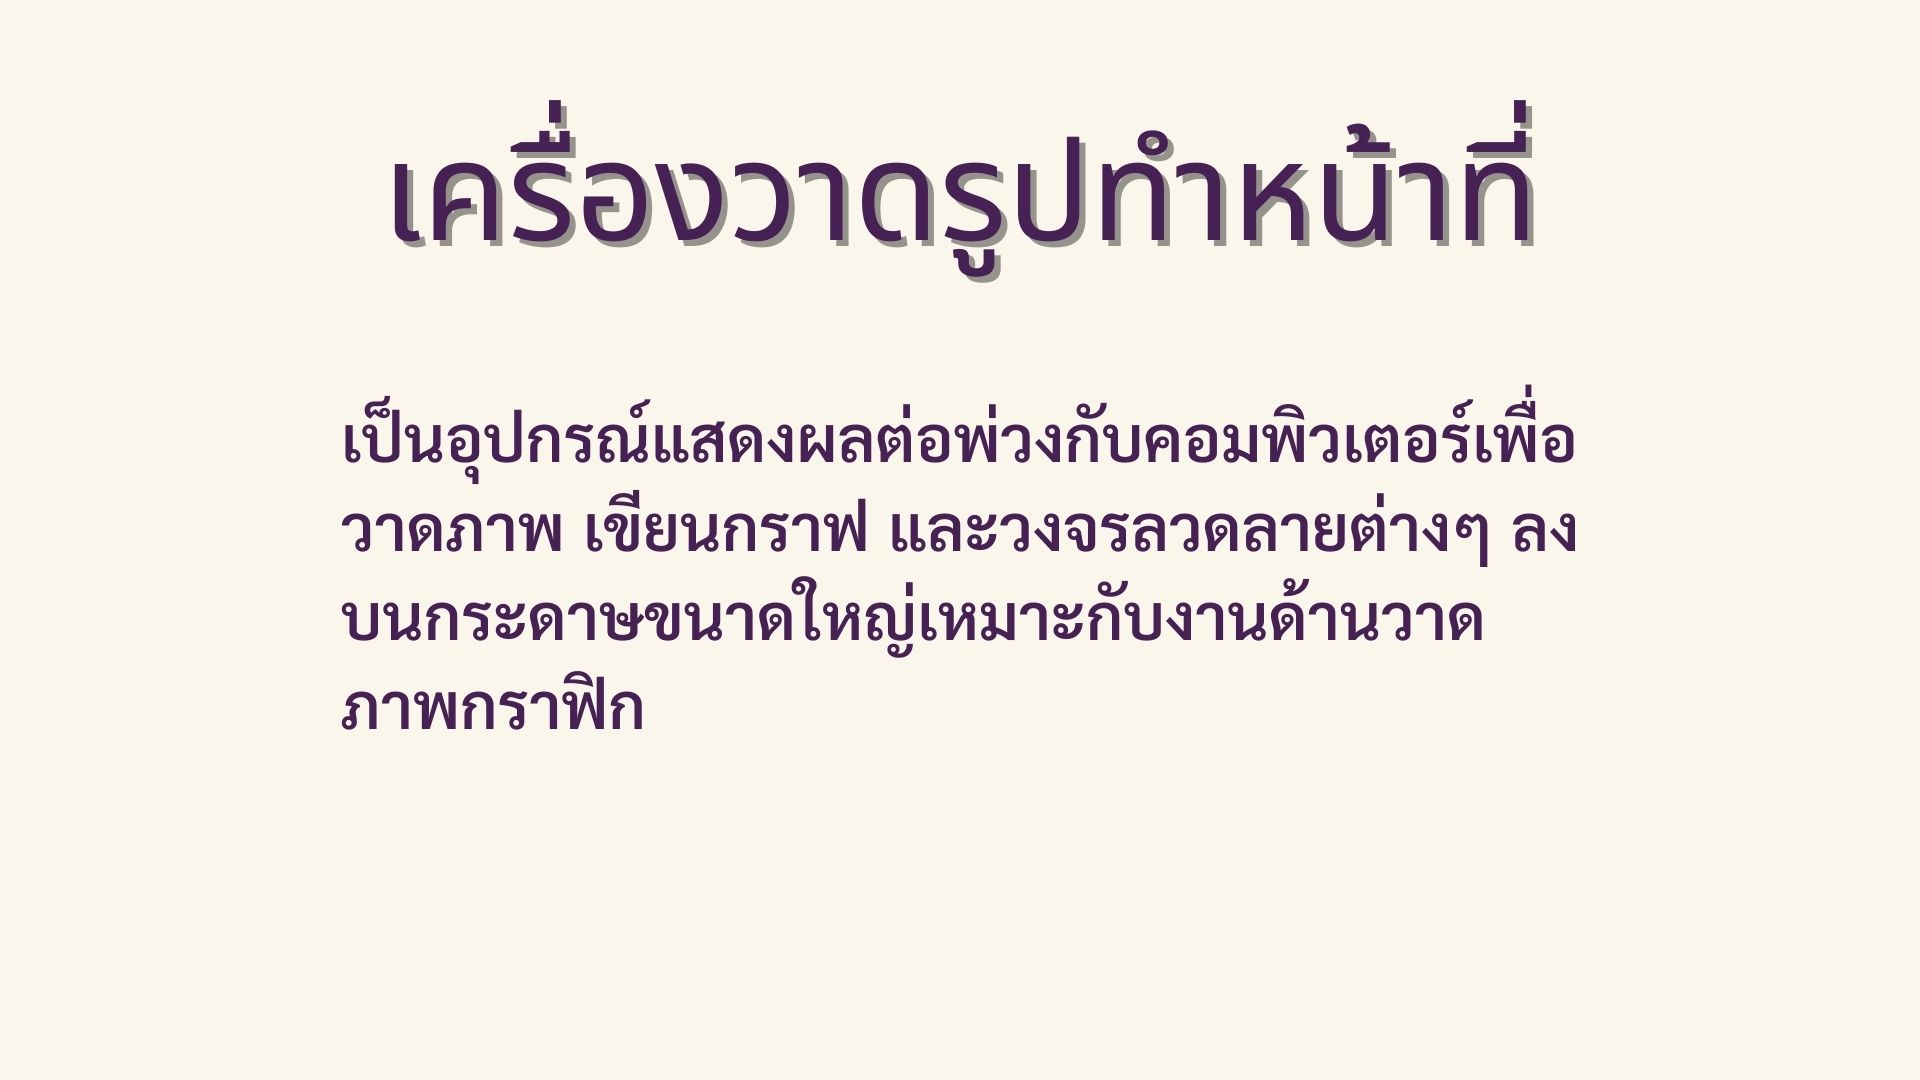 เครื่องวาดรูปทำหน้าที่
เป็นอุปกรณ์แสดงผลต่อพ่วงกับคอมพิวเตอร์เพื่อ
วาดภาพ เขียนกราฟ และวงจรลวดลายต่างๆ ลง
บนกระดาษขนาดใหญ่เหมาะกับงานด้านวาด
ภาพกราฟิก